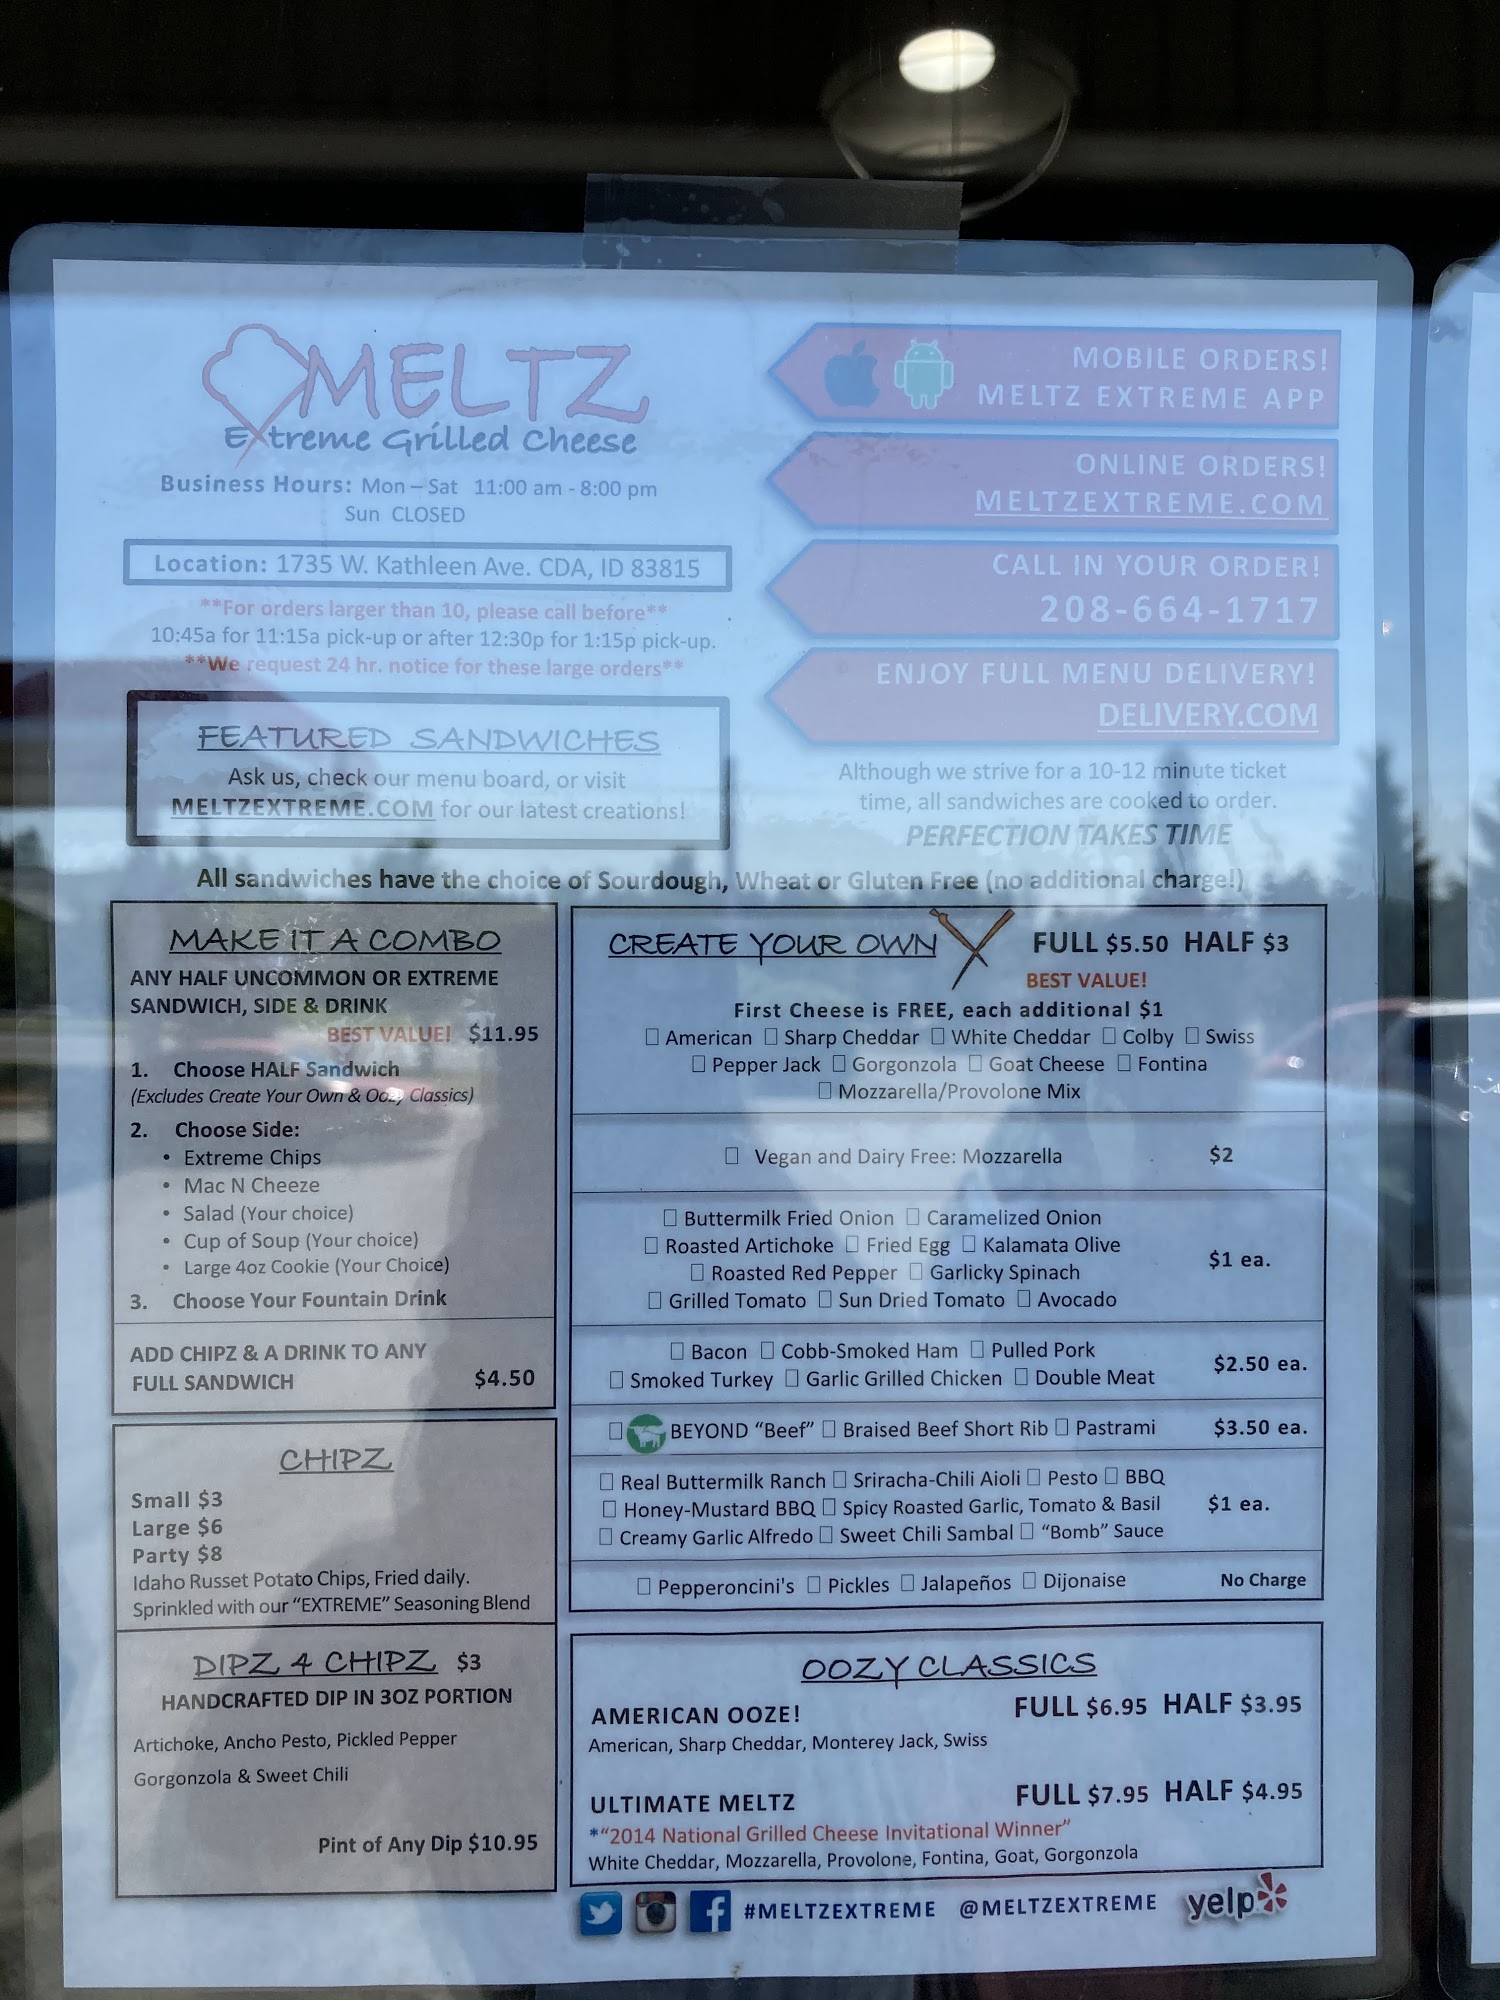 MELTZ
Extreme Grilled Cheese
Business Hours: Mon – Sat 11:00 am - 8:00 pm
Sun CLOSED
Location: 1735 W. Kathleen Ave. CDA, ID 83815
**For orders larger than 10, please call before**
10:45a for 11:15a pick-up or after 12:30p for 1:15p pick-up.
**We request 24 hr. notice for these large orders**
FEATURED SANDWICHES
Ask us, check our menu board, or visit
MELTZEXTREME.COM for our latest creations!
MOBILE ORDERS!
MELTZ EXTREME APP
ONLINE ORDERS!
MELTZEXTREME.COM
CALL IN YOUR ORDER!
208-664-1717
ENJOY FULL MENU DELIVERY!
DELIVERY.COM
Although we strive for a 10-12 minute ticket
time, all sandwiches are cooked to order.
PERFECTION TAKES TIME
All sandwiches have the choice of Sourdough, Wheat or Gluten Free (no additional charge!)
MAKE IT A COMBO
ANY HALF UNCOMMON OR EXTREME
SANDWICH, SIDE & DRINK
BEST VALUE! $11.95
1. Choose HALF Sandwich
(Excludes Create Your Own & Oozy Classics)
2. Choose Side:
• Extreme Chips
• Mac N Cheeze
• Salad (Your choice)
• Cup of Soup (Your choice)
• Large 4oz Cookie (Your Choice)
3. Choose Your Fountain Drink
ADD CHIPZ & A DRINK TO ANY
FULL SANDWICH $4.50
CHIPZ
Small $3
Large $6
Party $8
Idaho Russet Potato Chips, Fried daily.
Sprinkled with our "EXTREME" Seasoning Blend
DIPZ 4 CHIPZ $3
HANDCRAFTED DIP IN 3OZ PORTION
Artichoke, Ancho Pesto, Pickled Pepper
Gorgonzola & Sweet Chili
Pint of Any Dip $10.95
CREATE YOUR OWN FULL $5.50 HALF $3
BEST VALUE!
First Cheese is FREE, each additional $1
☐ American ☐ Sharp Cheddar ☐ White Cheddar ☐ Colby ☐ Swiss
☐ Pepper Jack ☐ Gorgonzola ☐ Goat Cheese ☐ Fontina
☐ Mozzarella/Provolone Mix
☐ Vegan and Dairy Free: Mozzarella $2
☐ Buttermilk Fried Onion ☐ Caramelized Onion
☐ Roasted Artichoke ☐ Fried Egg ☐ Kalamata Olive
$1 ea.
☐ Roasted Red Pepper ☐ Garlicky Spinach
☐ Grilled Tomato ☐ Sun Dried Tomato ☐ Avocado
☐ Bacon ☐ Cobb-Smoked Ham ☐ Pulled Pork
$2.50 ea.
☐ Smoked Turkey ☐ Garlic Grilled Chicken ☐ Double Meat
☐ BEYOND "Beef" ☐ Braised Beef Short Rib ☐ Pastrami $3.50 ea.
☐ Real Buttermilk Ranch ☐ Sriracha-Chili Aioli ☐ Pesto ☐ BBQ
☐ Honey-Mustard BBQ ☐ Spicy Roasted Garlic, Tomato & Basil $1 ea.
☐ Creamy Garlic Alfredo ☐ Sweet Chili Sambal ☐ "Bomb" Sauce
☐ Pepperoncini's ☐ Pickles ☐ Jalapeños ☐ Dijonaise No Charge
OOZY CLASSICS
AMERICAN OOZE! FULL $6.95 HALF $3.95
American, Sharp Cheddar, Monterey Jack, Swiss
ULTIMATE MELTZ FULL $7.95 HALF $4.95
*"2014 National Grilled Cheese Invitational Winner"
White Cheddar, Mozzarella, Provolone, Fontina, Goat, Gorgonzola
#MELTZEXTREME @MELTZEXTREME yelp